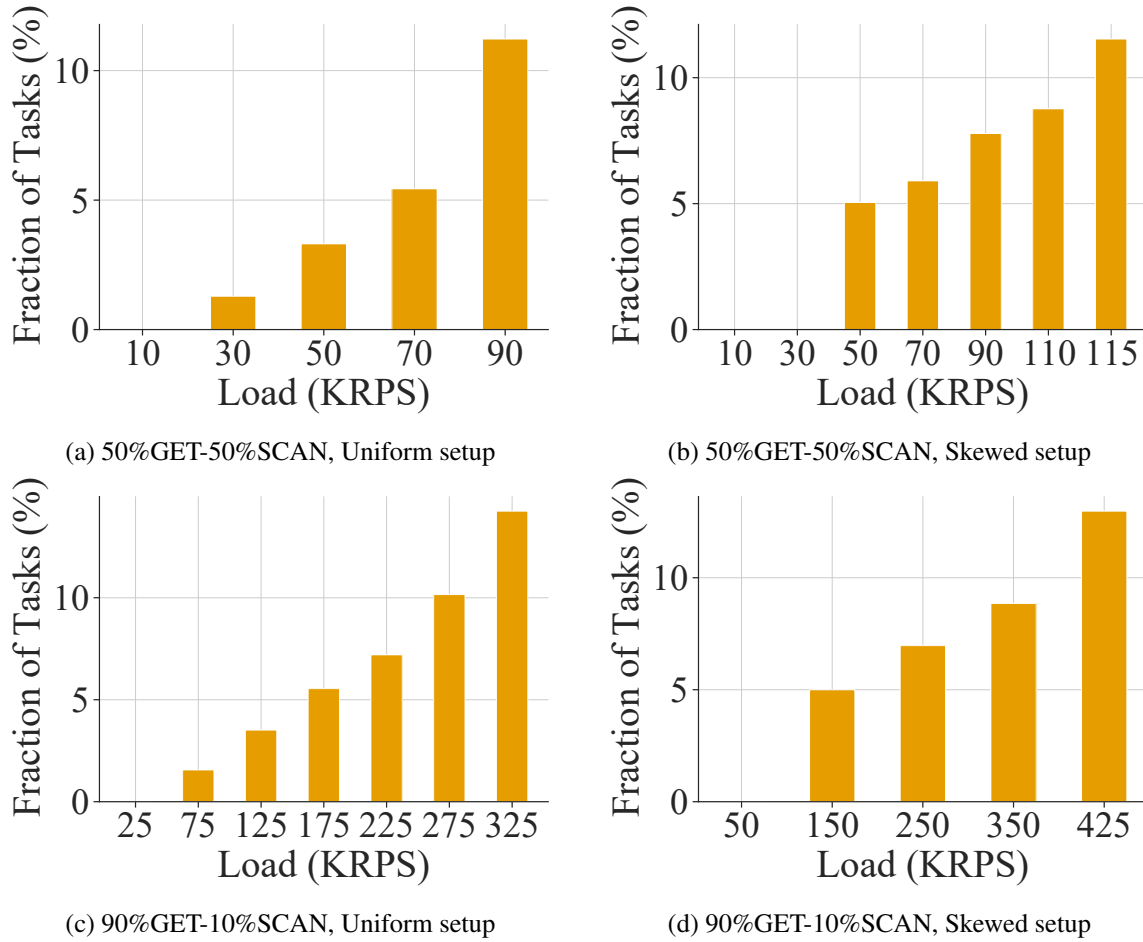 Fraction of Tasks (%)
10
5
0
10 30 50 70 90
Load (KRPS)
(a) 50%GET-50%SCAN, Uniform setup
Fraction of Tasks (%)
10
5
0
10 30 50 70 90 110 115
Load (KRPS)
(b) 50%GET-50%SCAN, Skewed setup
Fraction of Tasks (%)
10
5
0
25 75 125 175 225 275 325
Load (KRPS)
(c) 90%GET-10%SCAN, Uniform setup
Fraction of Tasks (%)
10
5
0
50 150 250 350 425
Load (KRPS)
(d) 90%GET-10%SCAN, Skewed setup